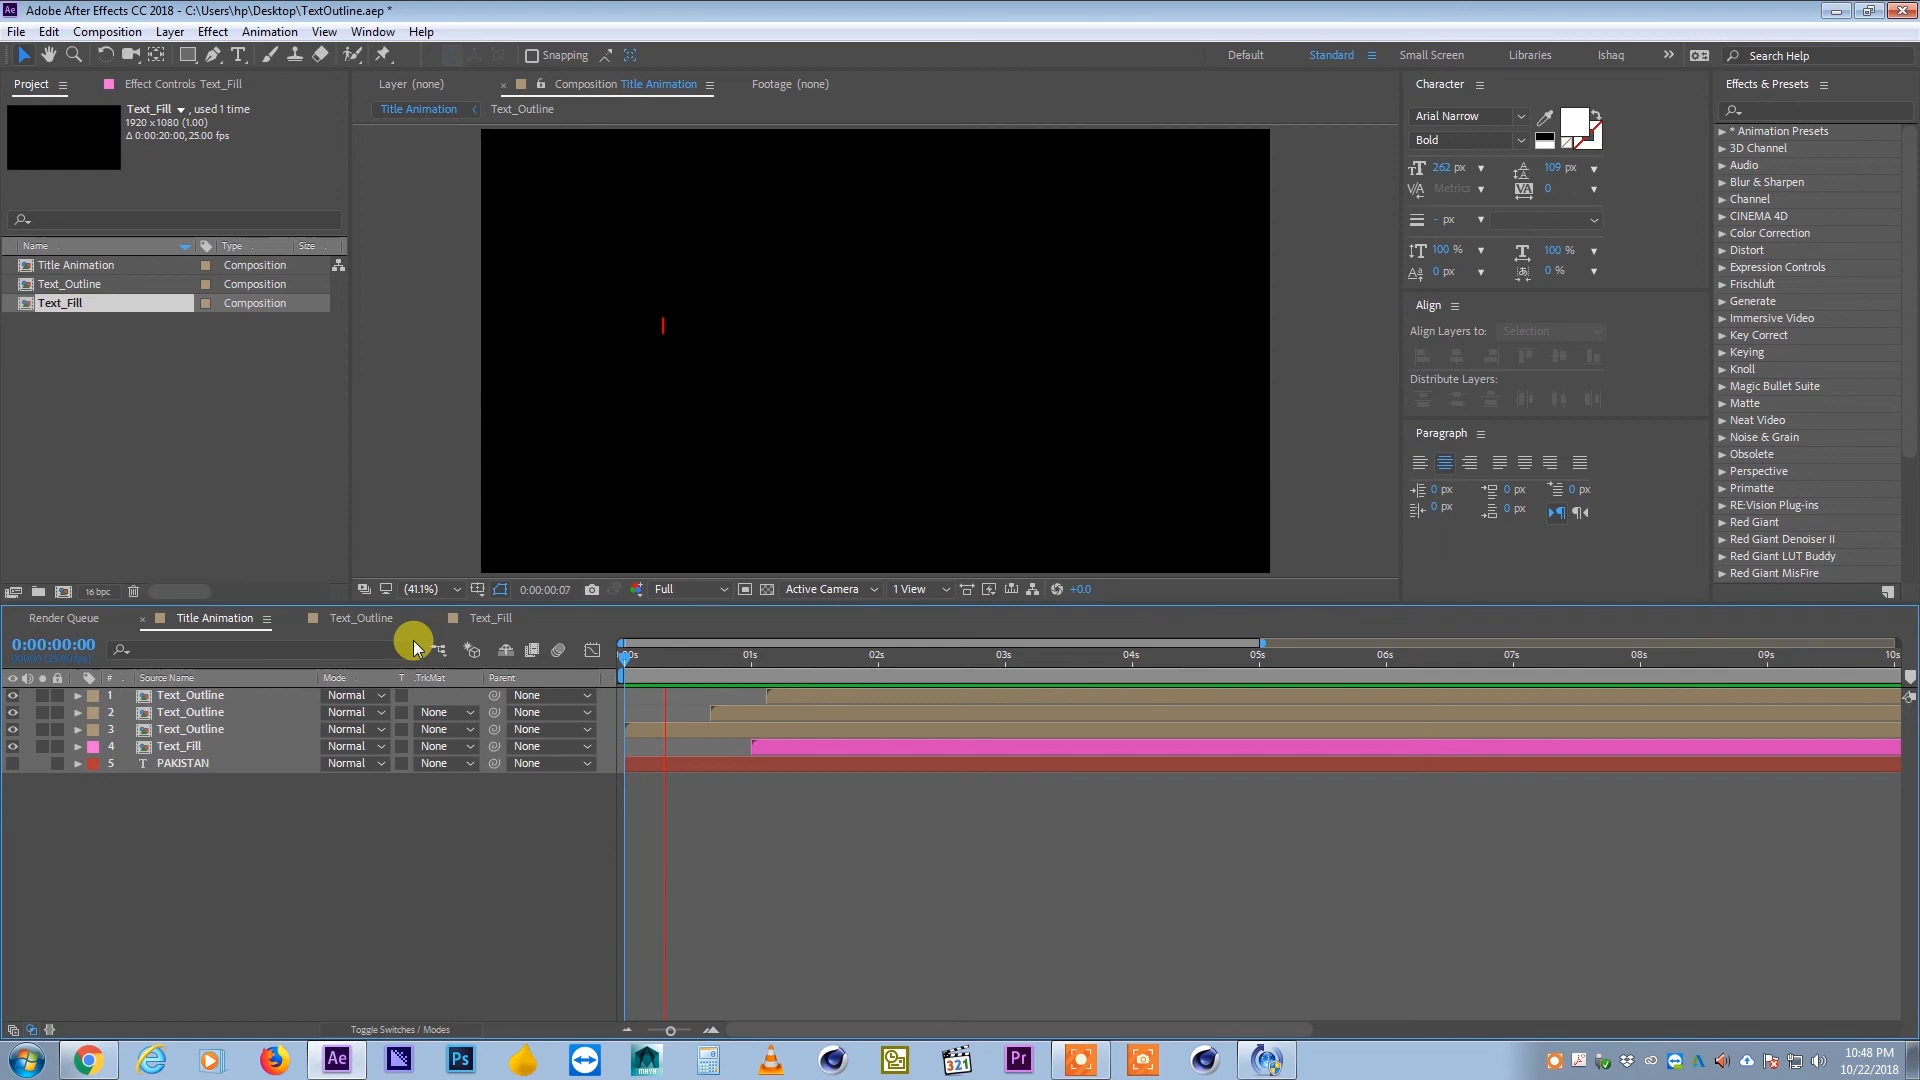 Adobe After Effects CC 2018 - C:\Users\hp\Desktop\TextOutline.aep *
File Edit Composition Layer Effect Animation View Window Help
Snapping Default Standard Small Screen Libraries Ishaq Search Help
Project Effect Controls Text_Fill
Text_Fill , used 1 time
1920 x1080 (1.00)
Δ 0:00:20:00, 25.00 fps
Name Type Size
Title Animation Composition
Text_Outline Composition
Text_Fill Composition
16 bpc
Layer (none) Composition Title Animation Footage (none)
Title Animation Text_Outline
(41.1%) 0:00:00:07 Full Active Camera 1 View +0.0
Character
Arial Narrow
Bold
262 px 109 px
Metrics 0
- px
100 % 100 %
0 px 0 %
Align
Align Layers to: Selection
Distribute Layers:
Paragraph
0 px 0 px 0 px
0 px 0 px
Effects & Presets
* Animation Presets
3D Channel
Audio
Blur & Sharpen
Channel
CINEMA 4D
Color Correction
Distort
Expression Controls
Frischluft
Generate
Immersive Video
Key Correct
Keying
Knoll
Magic Bullet Suite
Matte
Neat Video
Noise & Grain
Obsolete
Perspective
Primatte
RE:Vision Plug-ins
Red Giant
Red Giant Denoiser II
Red Giant LUT Buddy
Red Giant MisFire
Render Queue Title Animation Text_Outline Text_Fill
0:00:00:00
01s 02s 03s 04s 05s 06s 07s 08s 09s 10s
# Source Name Mode T .TrkMat Parent
1 Text_Outline Normal None
2 Text_Outline Normal None None
3 Text_Outline Normal None None
4 Text_Fill Normal None None
5 T PAKISTAN Normal None None
Toggle Switches / Modes
Ae Ps MAYA 321 Pr
10:48 PM
10/22/2018